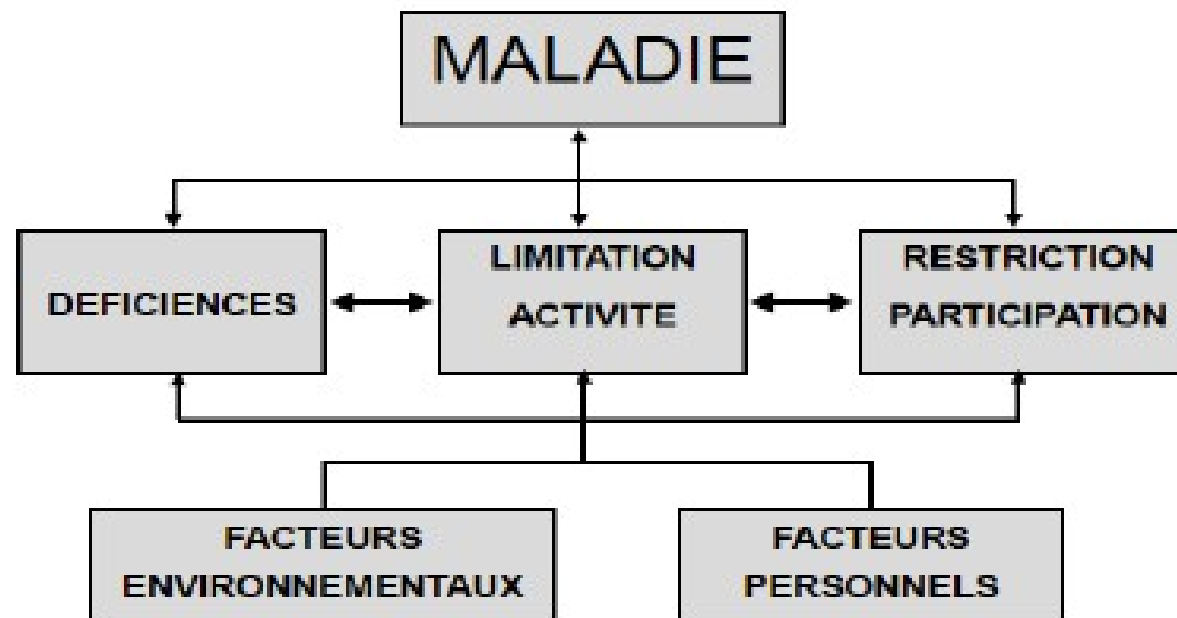 MALADIE
DEFICIENCES
LIMITATION
ACTIVITE
RESTRICTION
PARTICIPATION
FACTEURS
ENVIRONNEMENTAUX
FACTEURS
PERSONNELS